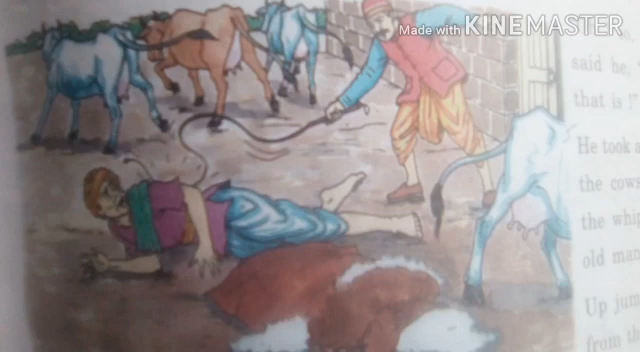 Made with KINEMASTER
said he,
that is !"
He took a
the cows
the whip
old man
Up jum
from th